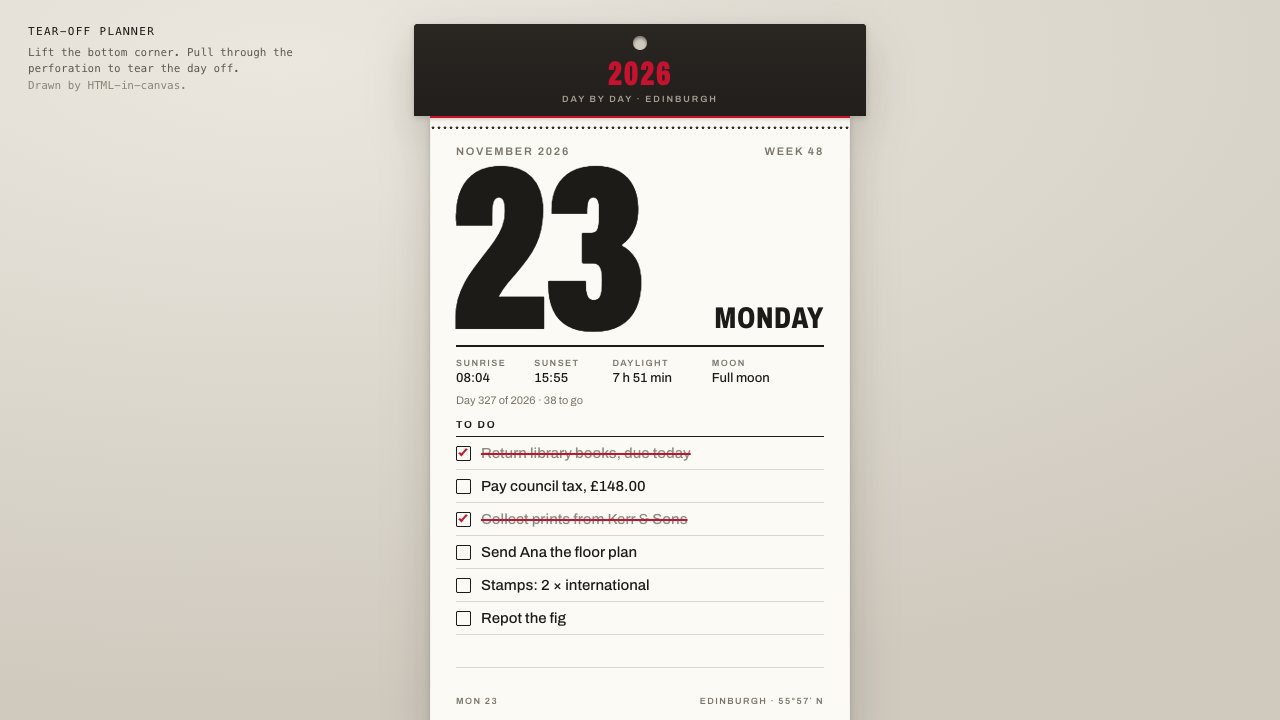 TEAR-OFF PLANNER
Lift the bottom corner. Pull through the
perforation to tear the day off.
Drawn by HTML-in-canvas.
2026
DAY BY DAY · EDINBURGH
NOVEMBER 2026 WEEK 48
23
MONDAY
SUNRISE SUNSET DAYLIGHT MOON
08:04 15:55 7 h 51 min Full moon
Day 327 of 2026 · 38 to go
TO DO
Return library books, due today
Pay council tax, £148.00
Collect prints from Kerr & Sons
Send Ana the floor plan
Stamps: 2 × international
Repot the fig
MON 23 EDINBURGH · 55°57′ N